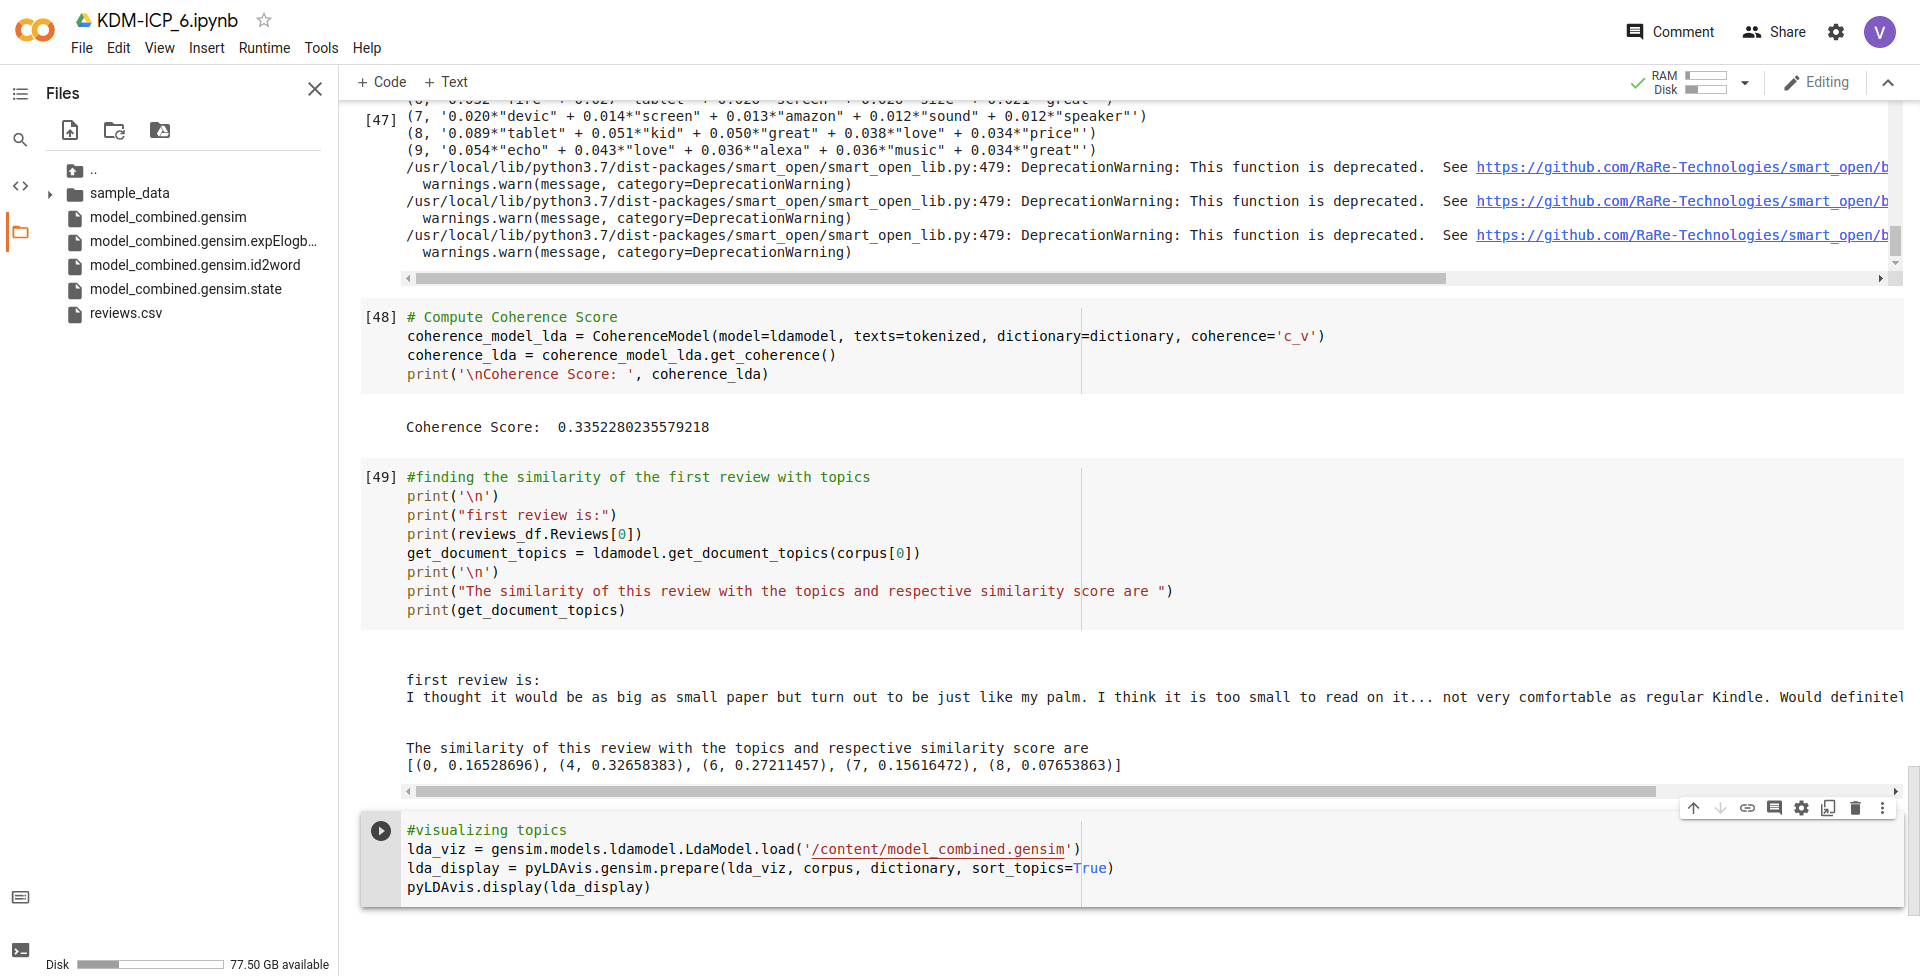 KDM-ICP_6.ipynb
File Edit View Insert Runtime Tools Help
Comment Share V
Files
+ Code + Text
RAM
Disk
Editing
..
sample_data
model_combined.gensim
model_combined.gensim.expElogb...
model_combined.gensim.id2word
model_combined.gensim.state
reviews.csv
Disk 77.50 GB available
[47]
(7, '0.020*"devic" + 0.014*"screen" + 0.013*"amazon" + 0.012*"sound" + 0.012*"speaker"')
(8, '0.089*"tablet" + 0.051*"kid" + 0.050*"great" + 0.038*"love" + 0.034*"price"')
(9, '0.054*"echo" + 0.043*"love" + 0.036*"alexa" + 0.036*"music" + 0.034*"great"')
/usr/local/lib/python3.7/dist-packages/smart_open/smart_open_lib.py:479: DeprecationWarning: This function is deprecated.  See https://github.com/RaRe-Technologies/smart_open/b
warnings.warn(message, category=DeprecationWarning)
/usr/local/lib/python3.7/dist-packages/smart_open/smart_open_lib.py:479: DeprecationWarning: This function is deprecated.  See https://github.com/RaRe-Technologies/smart_open/b
warnings.warn(message, category=DeprecationWarning)
/usr/local/lib/python3.7/dist-packages/smart_open/smart_open_lib.py:479: DeprecationWarning: This function is deprecated.  See https://github.com/RaRe-Technologies/smart_open/b
warnings.warn(message, category=DeprecationWarning)
[48] # Compute Coherence Score
coherence_model_lda = CoherenceModel(model=ldamodel, texts=tokenized, dictionary=dictionary, coherence='c_v')
coherence_lda = coherence_model_lda.get_coherence()
print('\nCoherence Score: ', coherence_lda)
Coherence Score:  0.3352280235579218
[49] #finding the similarity of the first review with topics
print('\n')
print("first review is:")
print(reviews_df.Reviews[0])
get_document_topics = ldamodel.get_document_topics(corpus[0])
print('\n')
print("The similarity of this review with the topics and respective similarity score are ")
print(get_document_topics)
first review is:
I thought it would be as big as small paper but turn out to be just like my palm. I think it is too small to read on it... not very comfortable as regular Kindle. Would definitel
The similarity of this review with the topics and respective similarity score are
[(0, 0.16528696), (4, 0.32658383), (6, 0.27211457), (7, 0.15616472), (8, 0.07653863)]
#visualizing topics
lda_viz = gensim.models.ldamodel.LdaModel.load('/content/model_combined.gensim')
lda_display = pyLDAvis.gensim.prepare(lda_viz, corpus, dictionary, sort_topics=True)
pyLDAvis.display(lda_display)